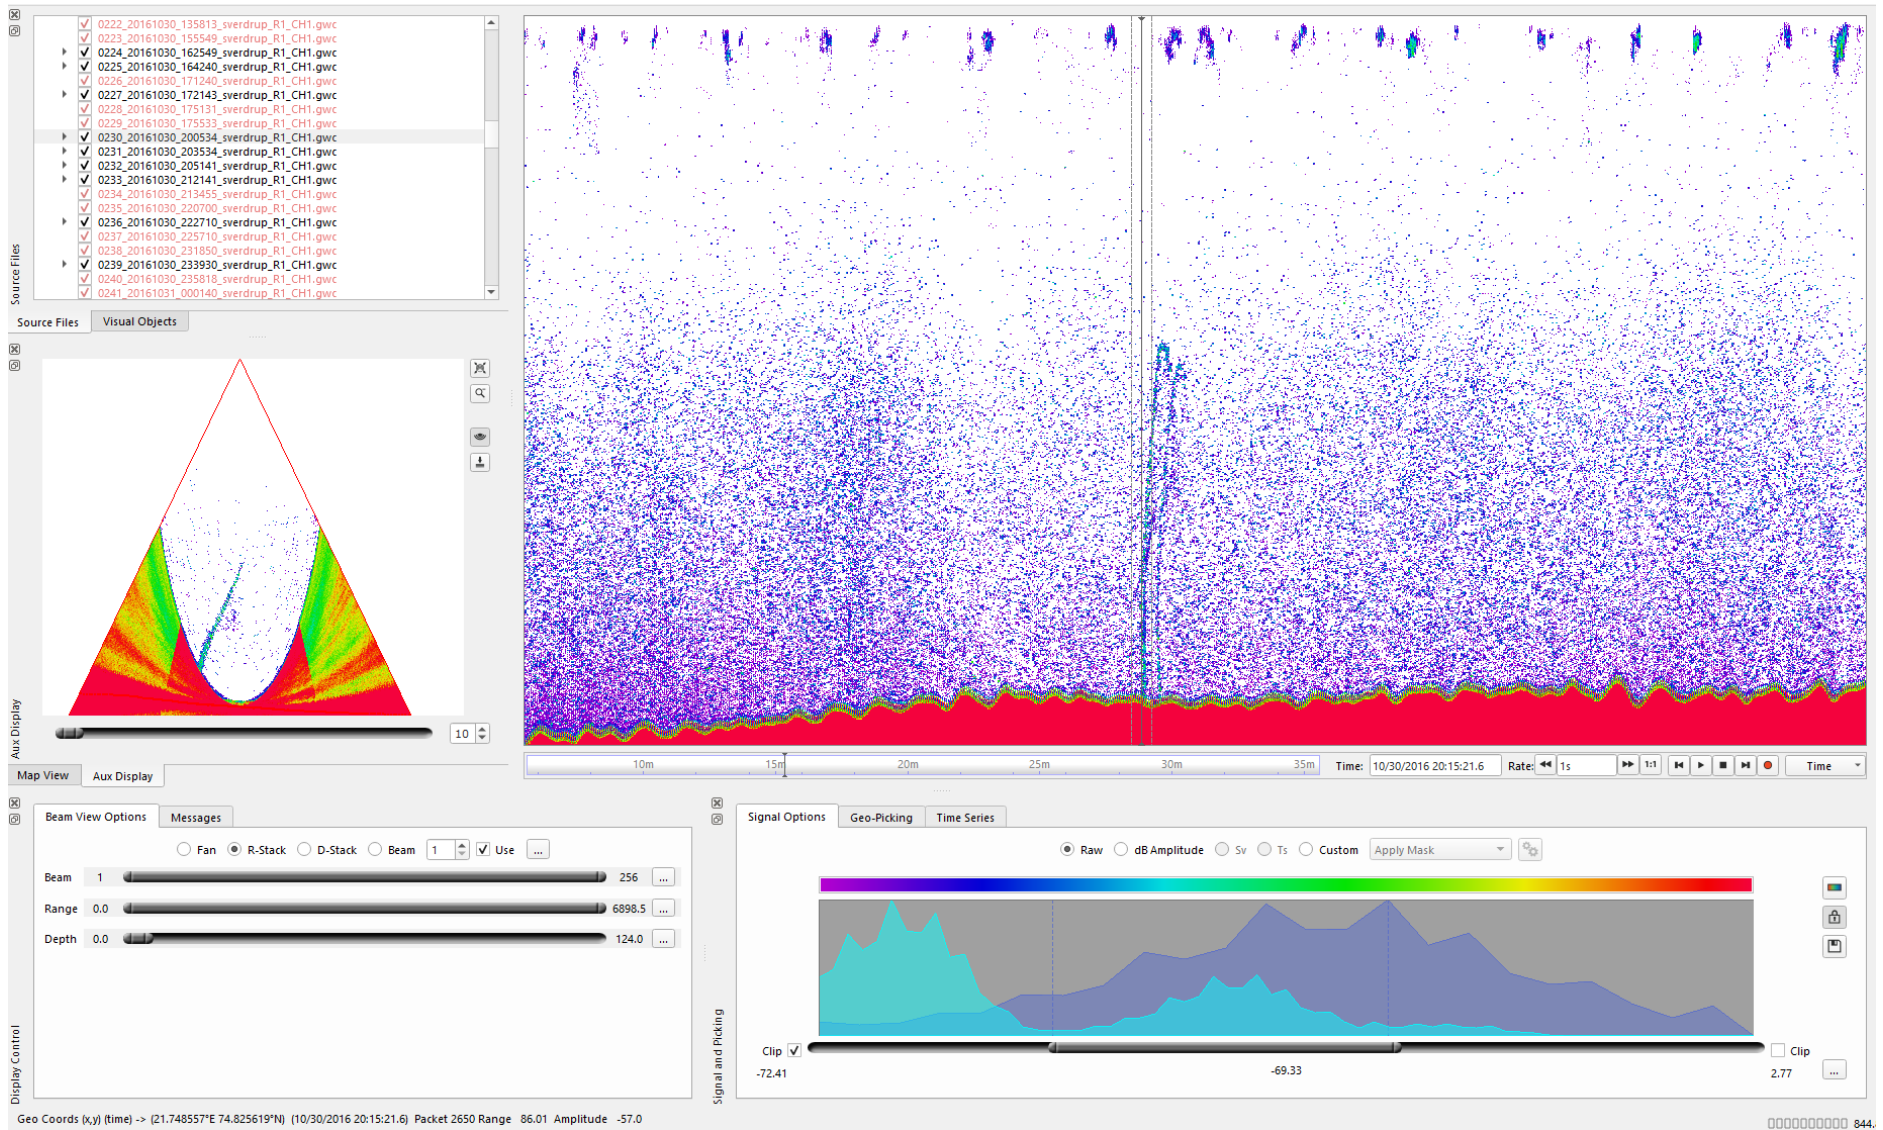 0222_20161030_135813_sverdrup_R1_CH1.gwc
0223_20161030_155549_sverdrup_R1_CH1.gwc
0224_20161030_162549_sverdrup_R1_CH1.gwc
0225_20161030_164240_sverdrup_R1_CH1.gwc
0226_20161030_171240_sverdrup_R1_CH1.gwc
0227_20161030_172143_sverdrup_R1_CH1.gwc
0228_20161030_175131_sverdrup_R1_CH1.gwc
0229_20161030_175533_sverdrup_R1_CH1.gwc
0230_20161030_200534_sverdrup_R1_CH1.gwc
0231_20161030_203534_sverdrup_R1_CH1.gwc
0232_20161030_205141_sverdrup_R1_CH1.gwc
0233_20161030_212141_sverdrup_R1_CH1.gwc
0234_20161030_213455_sverdrup_R1_CH1.gwc
0235_20161030_220700_sverdrup_R1_CH1.gwc
0236_20161030_222710_sverdrup_R1_CH1.gwc
0237_20161030_225710_sverdrup_R1_CH1.gwc
0238_20161030_231850_sverdrup_R1_CH1.gwc
0239_20161030_233930_sverdrup_R1_CH1.gwc
0240_20161030_235818_sverdrup_R1_CH1.gwc
0241_20161031_000140_sverdrup_R1_CH1.gwc
Source Files
Source Files Visual Objects
Aux Display
10
Map View Aux Display
10m 15m 20m 25m 30m 35m
Time: 10/30/2016 20:15:21.6 Rate: 1s 1:1 Time
Beam View Options Messages
Fan R-Stack D-Stack Beam 1 Use ...
Beam 1 256 ...
Range 0.0 6898.5 ...
Depth 0.0 124.0 ...
Display Control
Signal Options Geo-Picking Time Series
Raw dB Amplitude Sv Ts Custom Apply Mask
Clip Clip
-72.41 -69.33 2.77 ...
Signal and Picking
Geo Coords (x,y) (time) -> (21.748557°E 74.825619°N) (10/30/2016 20:15:21.6) Packet 2650 Range 86.01 Amplitude -57.0
844.